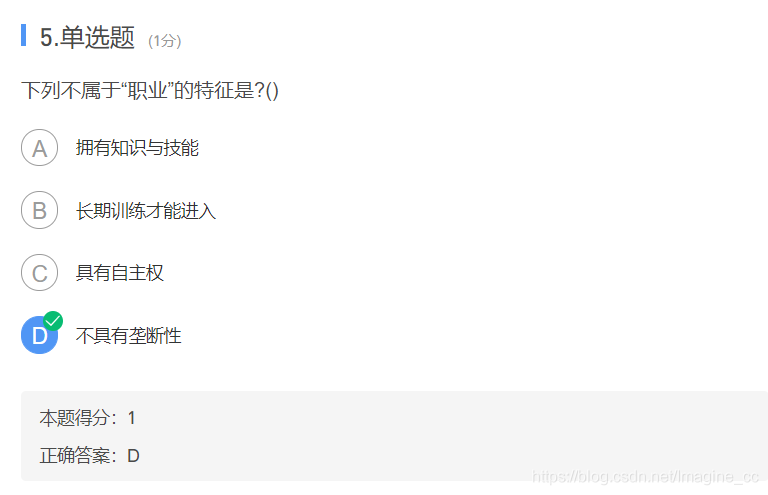 5.单选题 (1分)
下列不属于“职业”的特征是?()
A 拥有知识与技能
B 长期训练才能进入
C 具有自主权
D 不具有垄断性
本题得分：1
正确答案：D
https://blog.csdn.net/Imagine_cc